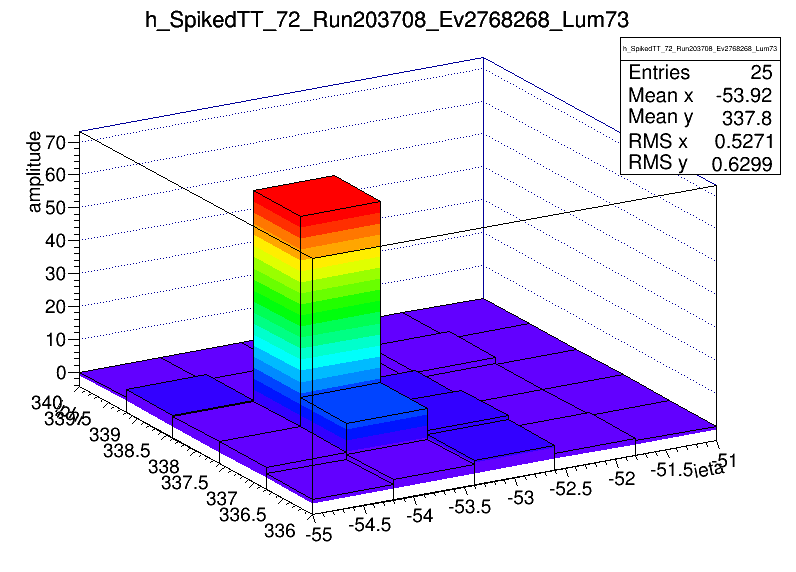 h_SpikedTT_72_Run203708_Ev2768268_Lum73
h_SpikedTT_72_Run203708_Ev2768268_Lum73
Entries 25
Mean x -53.92
Mean y 337.8
RMS x 0.5271
RMS y 0.6299
amplitude
70
60
50
40
30
20
10
0
340
339.5
339
338.5
338
337.5
337
336.5
336
-55
-54.5
-54
-53.5
-53
-52.5
-52
-51.5
ieta
-51